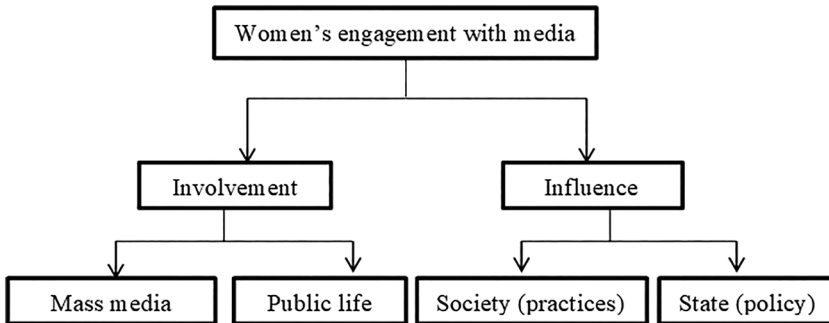 Women’s engagement with media
Involvement
Influence
Mass media
Public life
Society (practices)
State (policy)